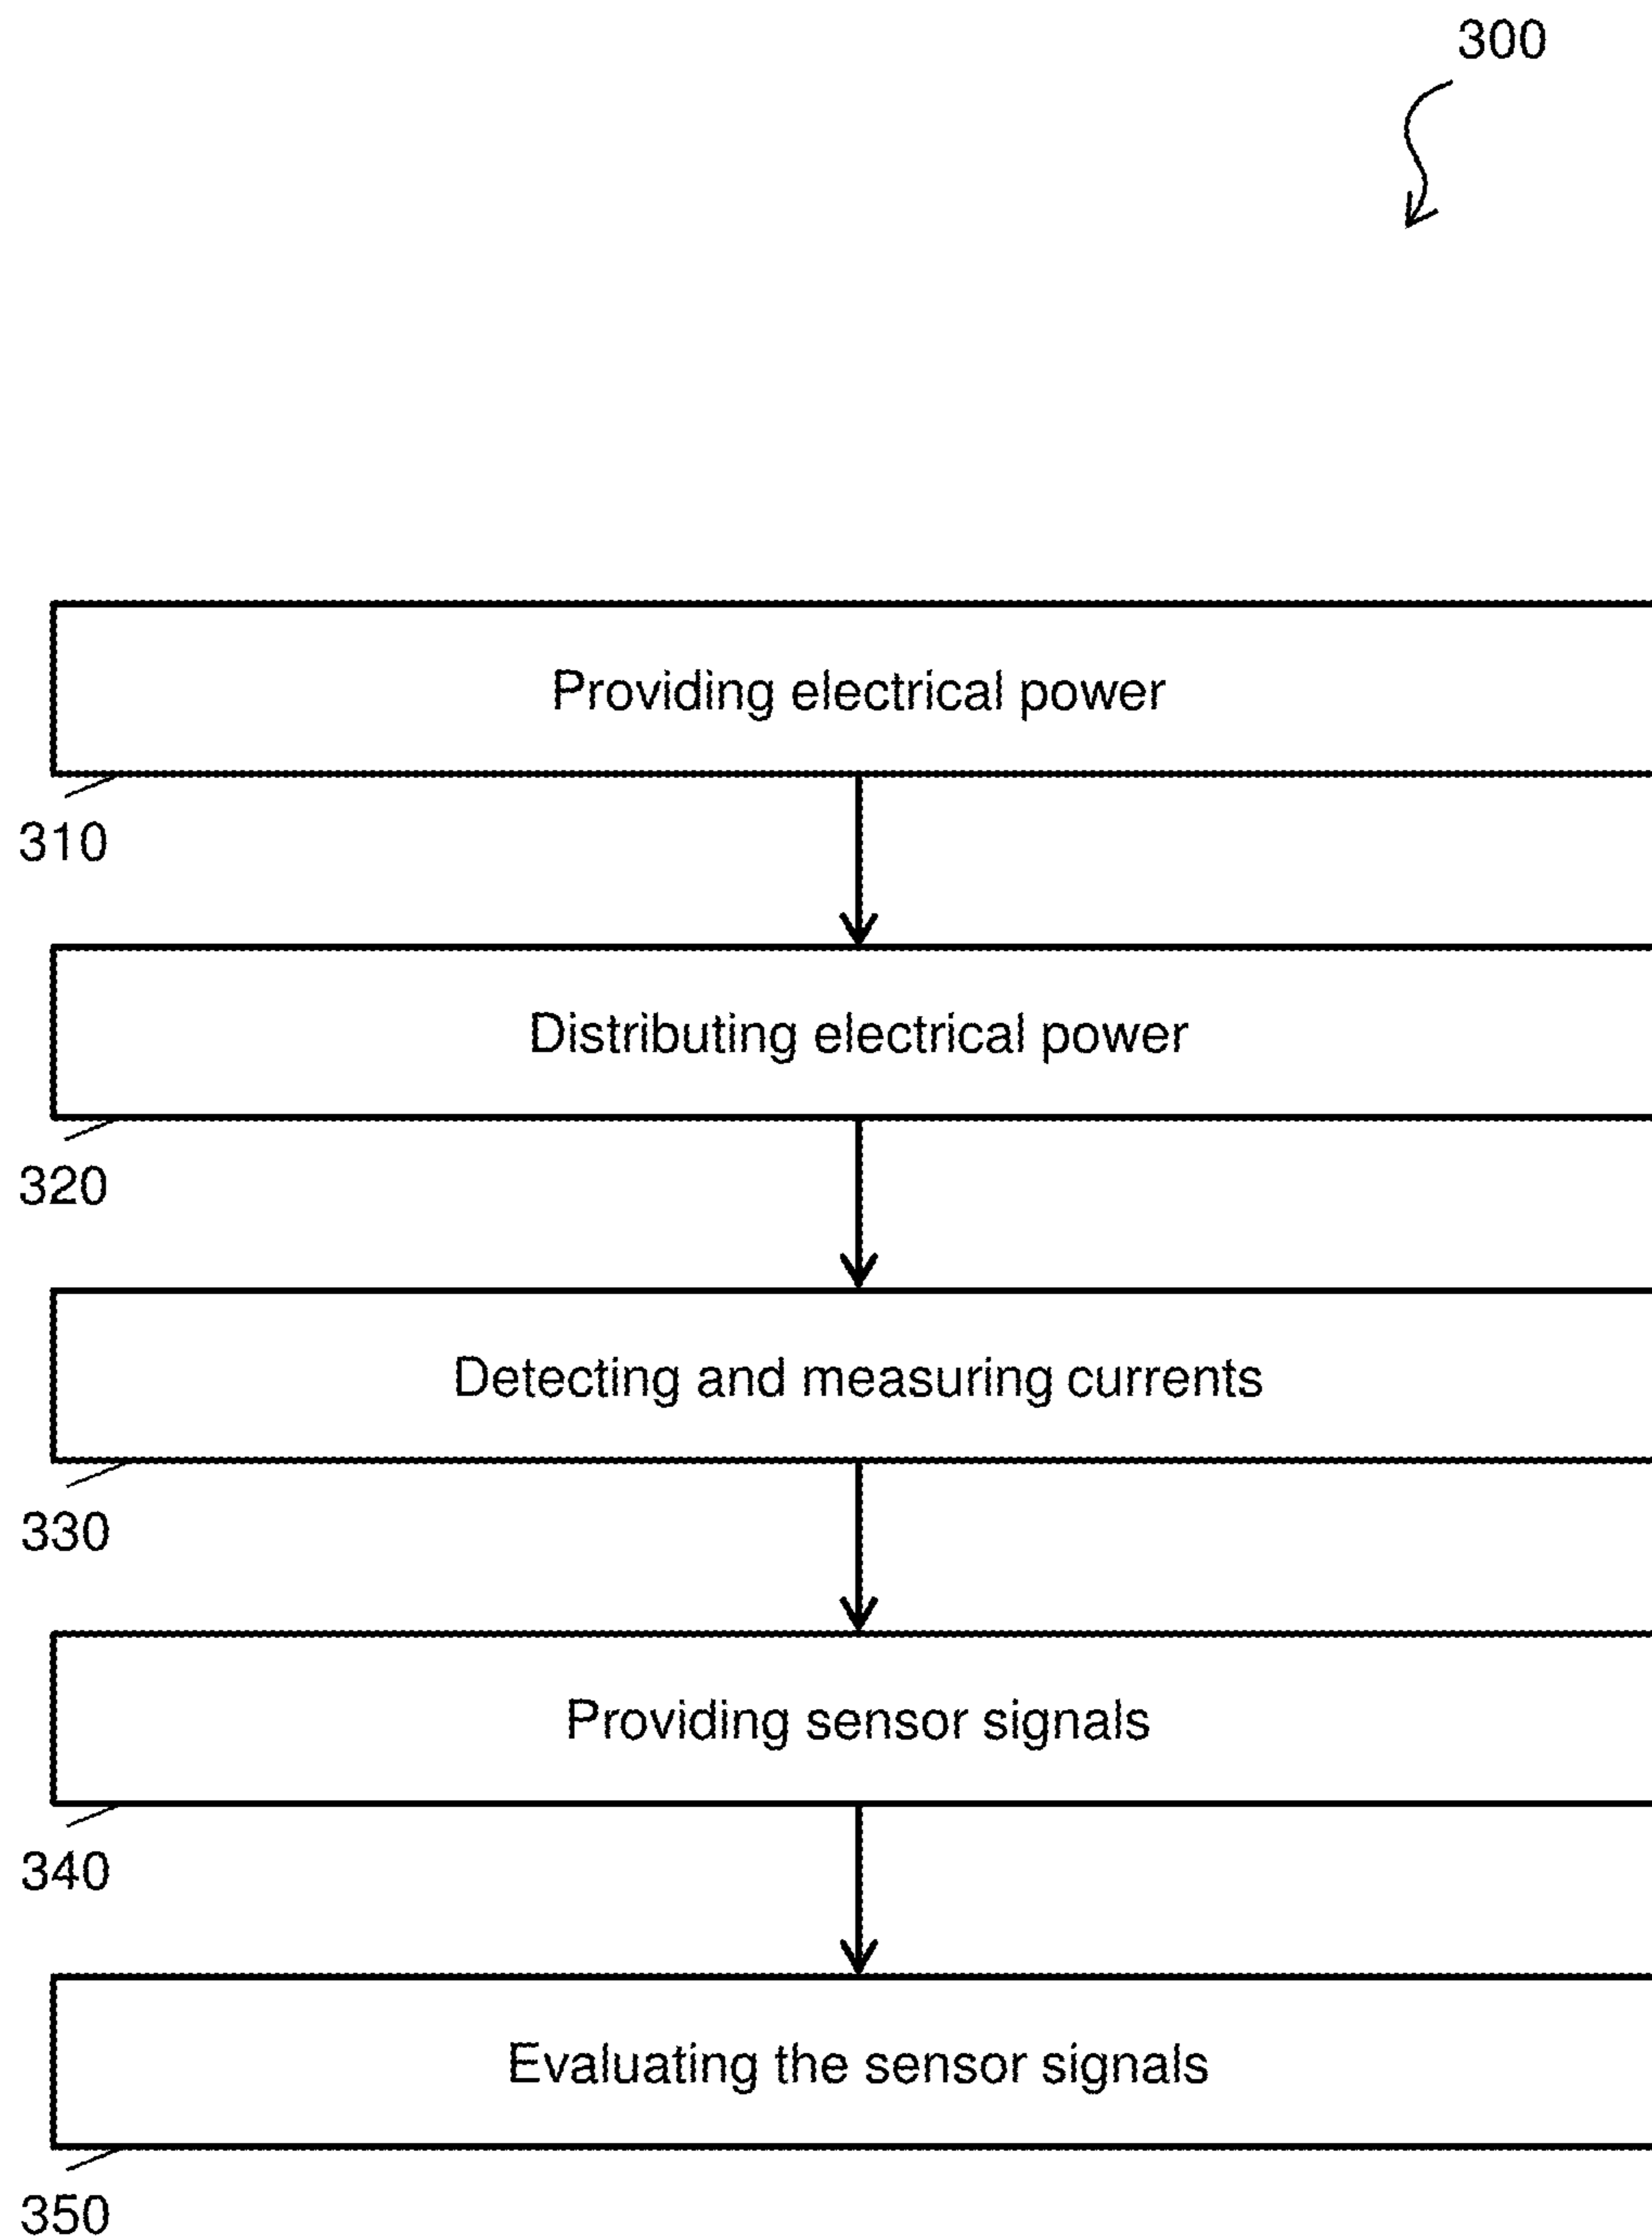 300
Providing electrical power
310
Distributing electrical power
320
Detecting and measuring currents
330
Providing sensor signals
340
Evaluating the sensor signals
350